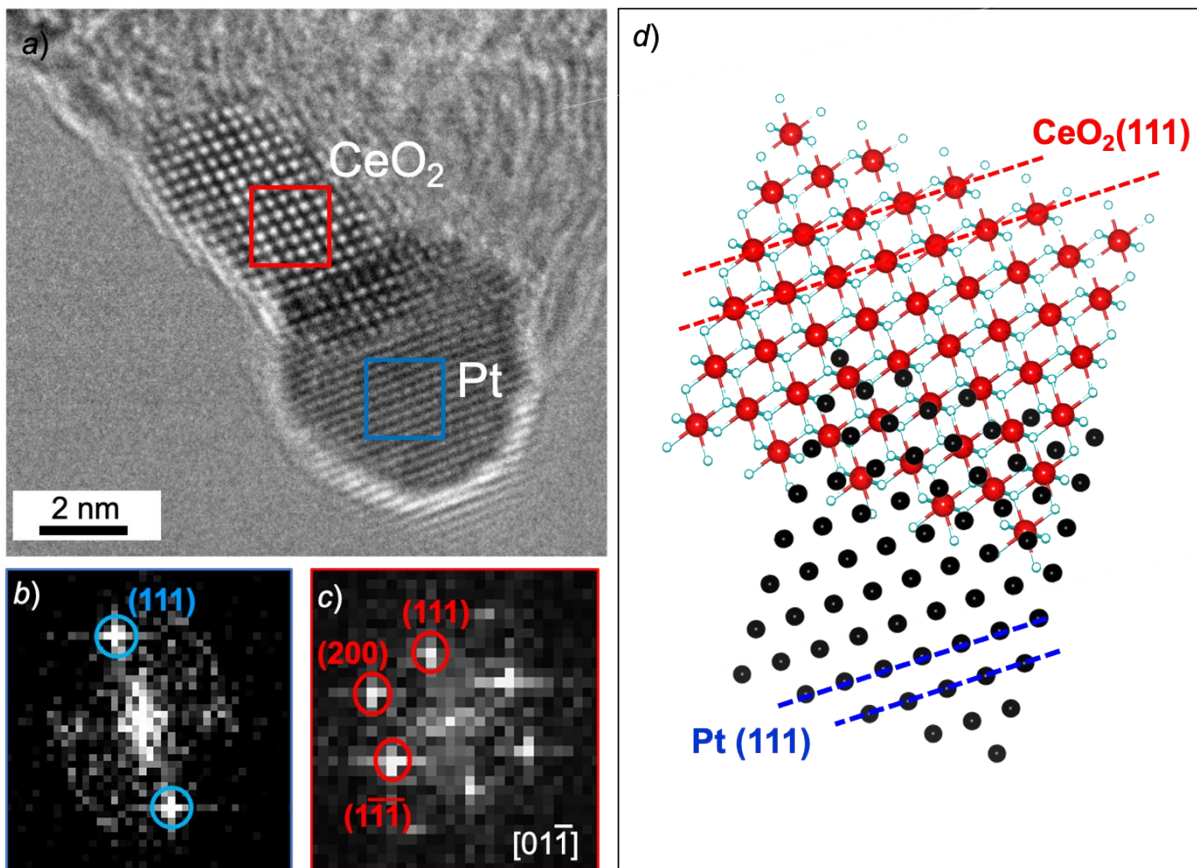 a)
CeO₂
Pt
2 nm
b)
(111)
c)
(111)
(200)
(11̅1̅)
[011̅]
d)
CeO₂(111)
Pt (111)